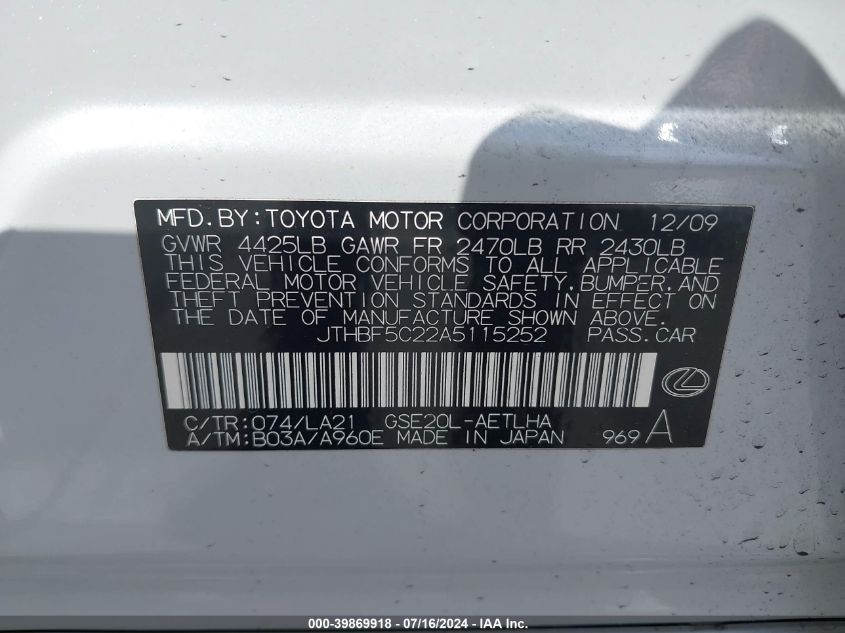 MFD.BY:TOYOTA MOTOR CORPORATION 12/09
GVWR 4425LB GAWR FR 2470LB RR 2430LB
THIS VEHICLE CONFORMS TO ALL APPLICABLE
FEDERAL MOTOR VEHICLE SAFETY,BUMPER,AND
THEFT PREVENTION STANDARDS IN EFFECT ON
THE DATE OF MANUFACTURE SHOWN ABOVE.
JTHBF5C22A5115252 PASS.CAR
C/TR:074/LA21 GSE20L-AETLHA
A/TM:B03A/A960E MADE IN JAPAN 969 A
000-39869918 - 07/16/2024 - IAA Inc.